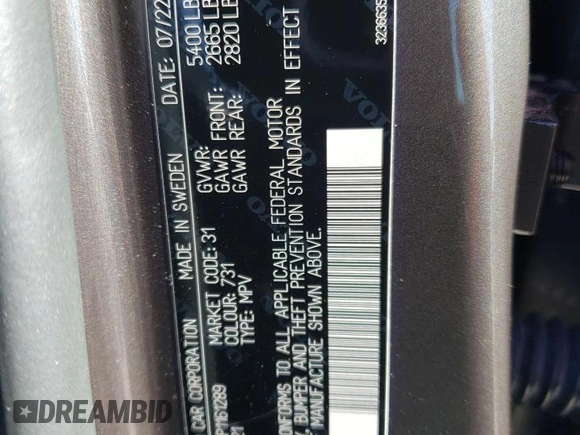 CAR CORPORATION MADE IN SWEDEN DATE: 07/22
GVWR: 5400 LB
GAWR FRONT: 2665 LB
GAWR REAR: 2820 LB
MARKET CODE: 31
COLOUR: 731
TYPE: MPV
CONFORMS TO ALL APPLICABLE FEDERAL MOTOR
BUMPER AND THEFT PREVENTION STANDARDS IN EFFECT
MANUFACTURE SHOWN ABOVE.
VOLVO
DREAMBID